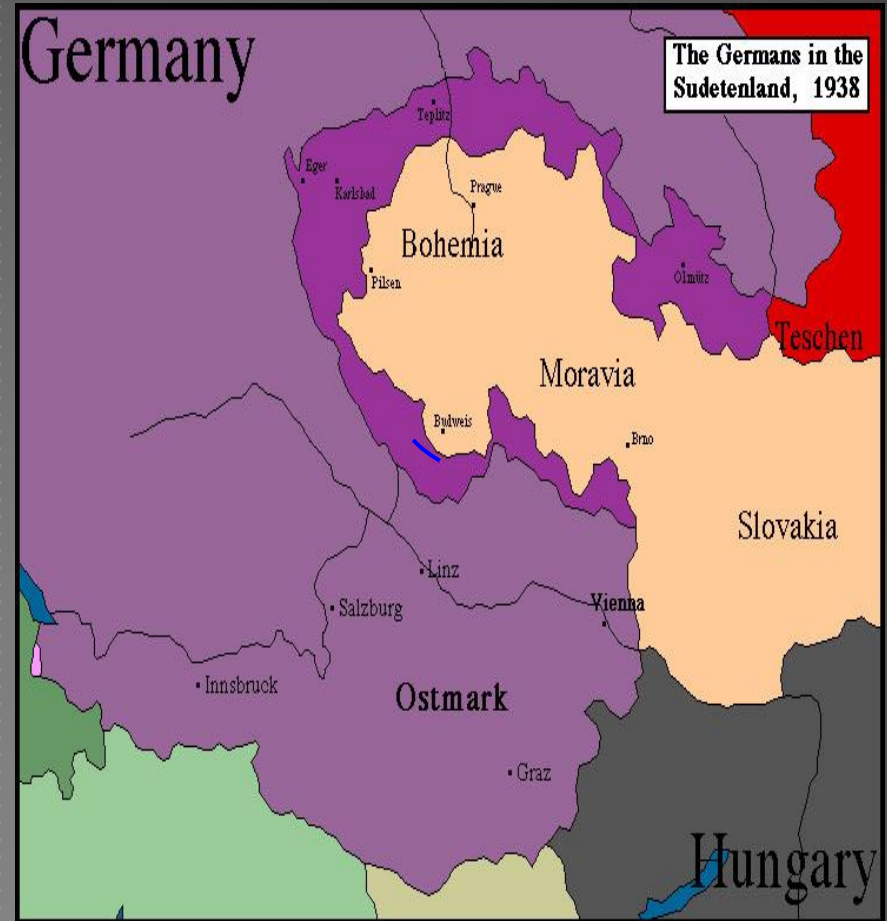 Germany
The Germans in the
Sudetenland, 1938
Teplitz
Eger
Karlsbad
Prague
Bohemia
Pilsen
Olmütz
Teschen
Moravia
Budweis
Brno
Slovakia
Linz
Salzburg
Vienna
Innsbruck
Ostmark
Graz
Hungary